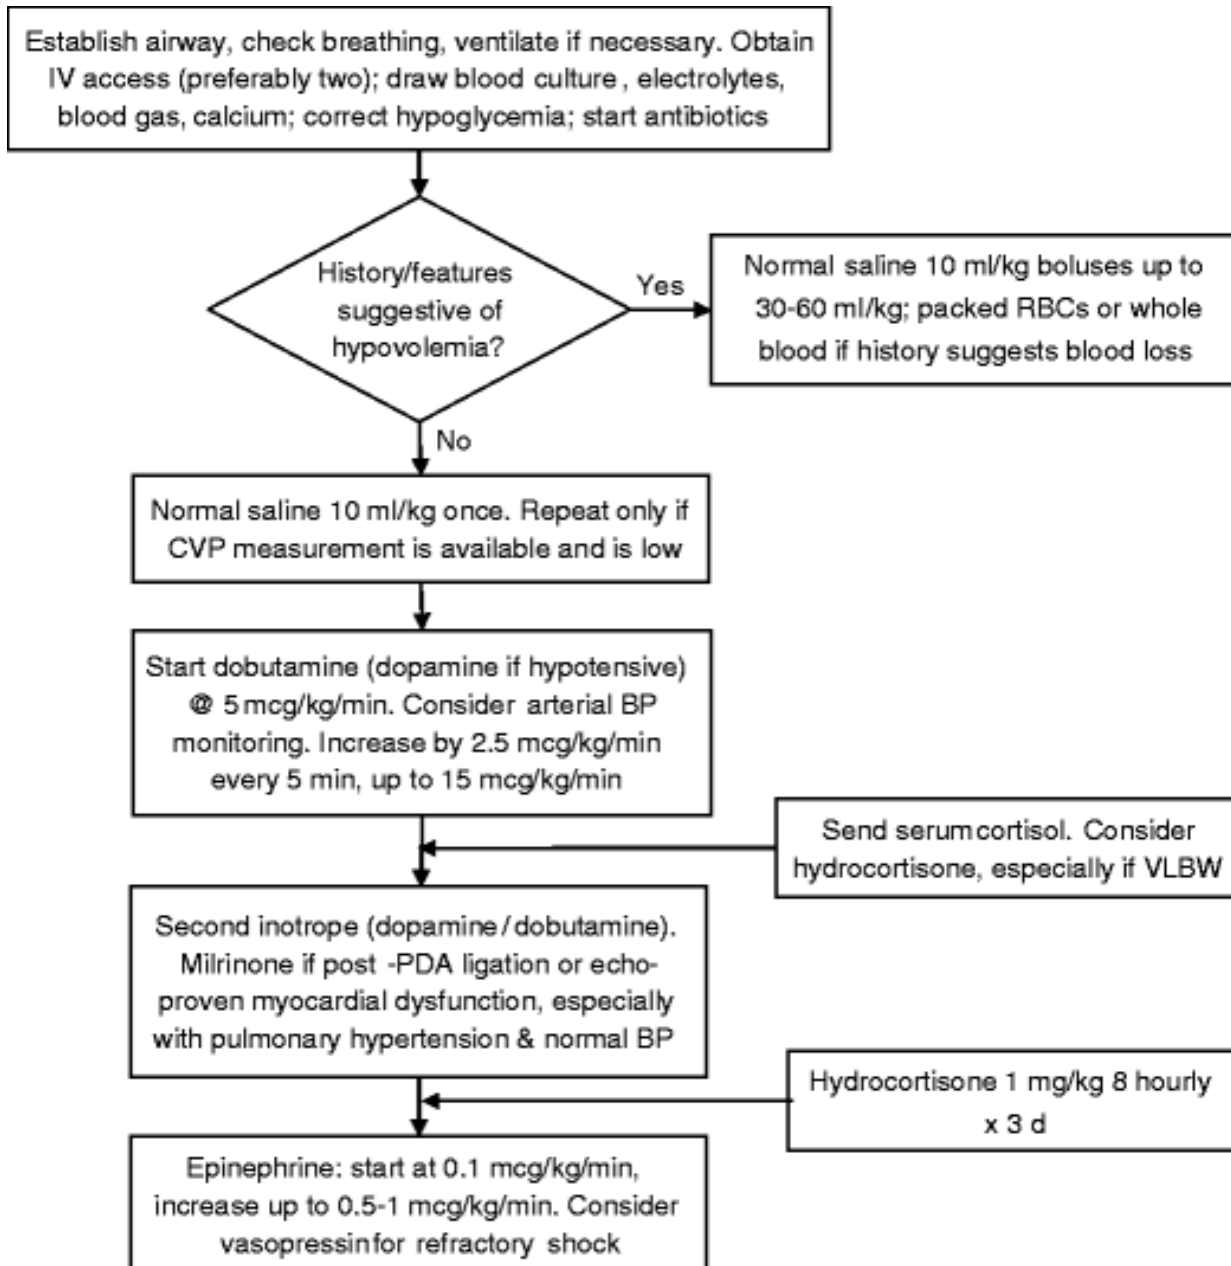 Establish airway, check breathing, ventilate if necessary. Obtain
IV access (preferably two); draw blood culture, electrolytes,
blood gas, calcium; correct hypoglycemia; start antibiotics
History/features
suggestive of
hypovolemia?
Yes
Normal saline 10 ml/kg boluses up to
30-60 ml/kg; packed RBCs or whole
blood if history suggests blood loss
No
Normal saline 10 ml/kg once. Repeat only if
CVP measurement is available and is low
Start dobutamine (dopamine if hypotensive)
@ 5 mcg/kg/min. Consider arterial BP
monitoring. Increase by 2.5 mcg/kg/min
every 5 min, up to 15 mcg/kg/min
Send serum cortisol. Consider
hydrocortisone, especially if VLBW
Second inotrope (dopamine/dobutamine).
Milrinone if post -PDA ligation or echo-
proven myocardial dysfunction, especially
with pulmonary hypertension & normal BP
Hydrocortisone 1 mg/kg 8 hourly
x 3 d
Epinephrine: start at 0.1 mcg/kg/min,
increase up to 0.5-1 mcg/kg/min. Consider
vasopressin for refractory shock